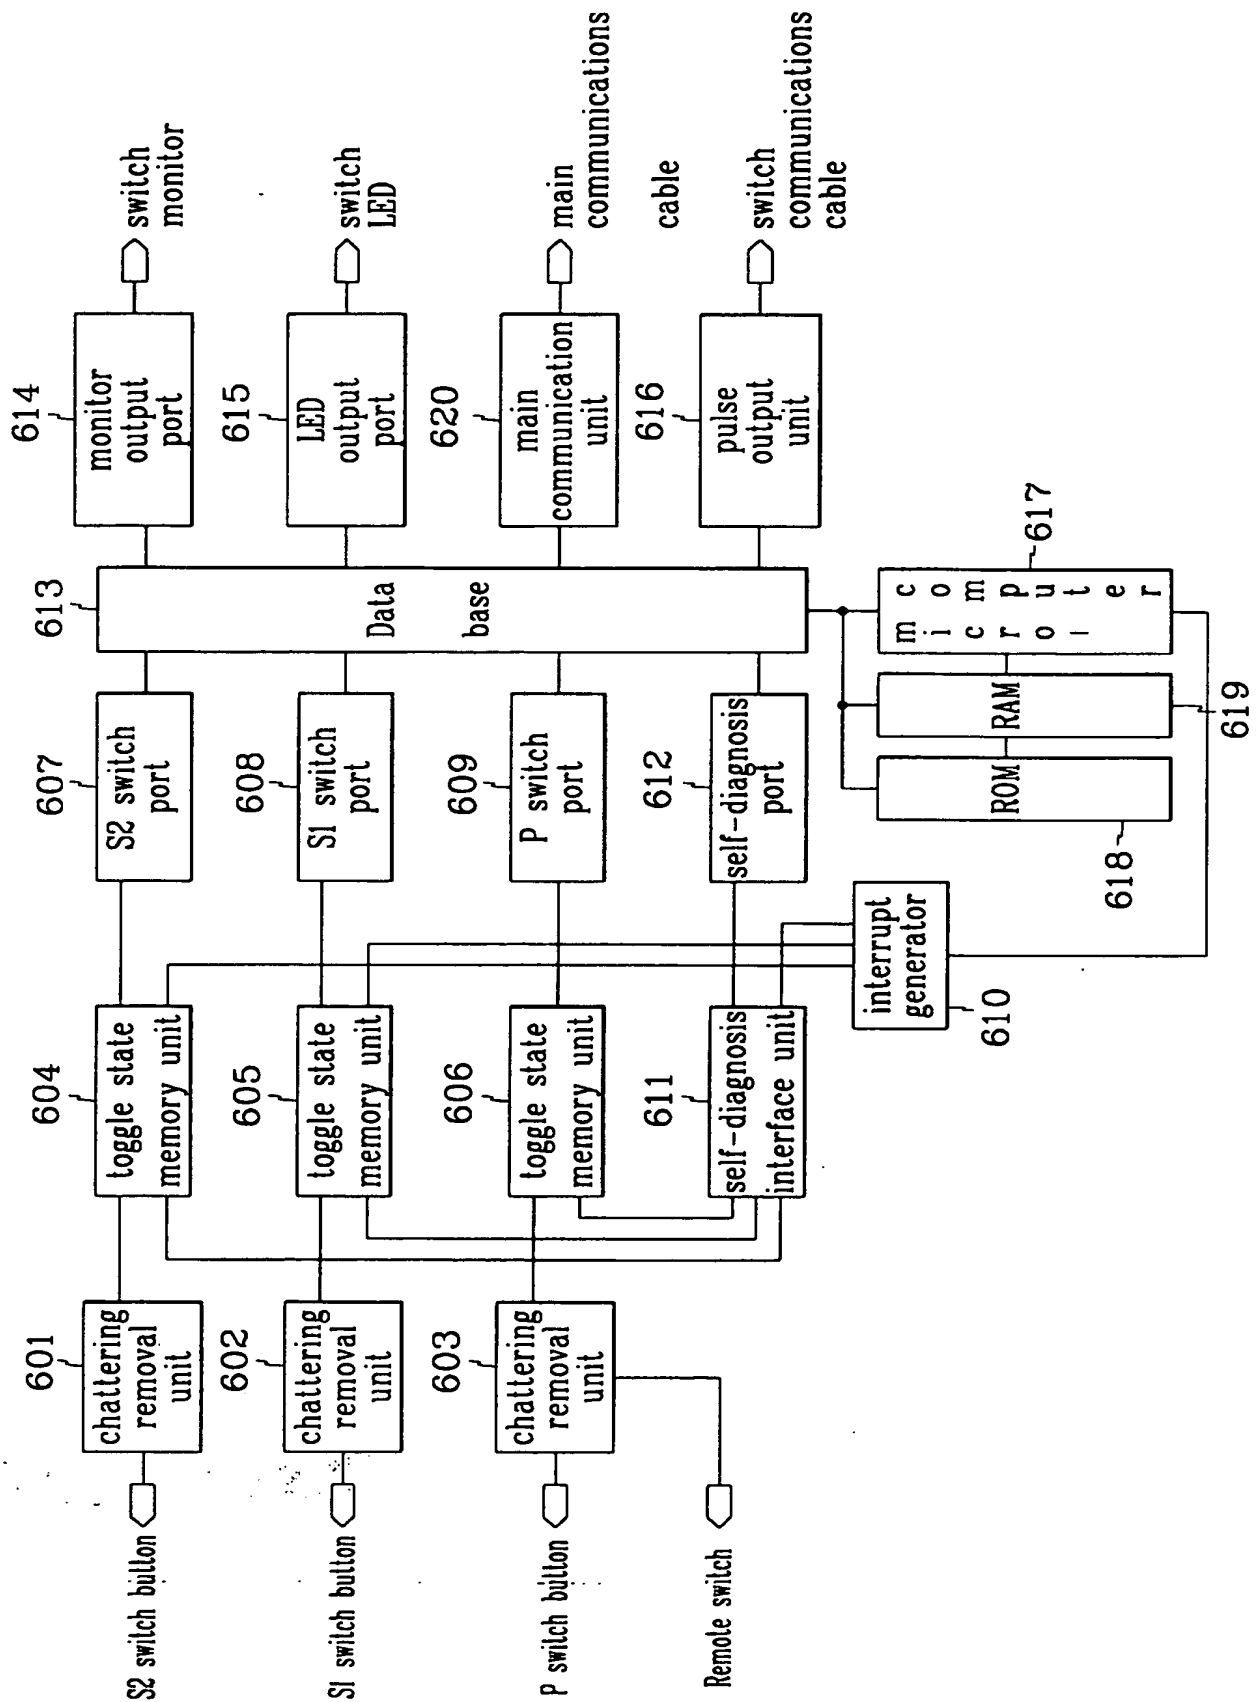 S2 switch button
S1 switch button
P switch button
Remote switch
601
chattering
removal
unit
602
chattering
removal
unit
603
chattering
removal
unit
604
toggle state
memory unit
605
toggle state
memory unit
606
toggle state
memory unit
611
self-diagnosis
interface unit
610
interrupt
generator
607
S2 switch
port
608
S1 switch
port
609
P switch
port
612
self-diagnosis
port
618
ROM
RAM
619
micro-
computer
617
613
Data
base
614
monitor
output
port
615
LED
output
port
620
main
communication
unit
616
pulse
output
unit
switch
monitor
switch
LED
main
communications
cable
switch
communications
cable